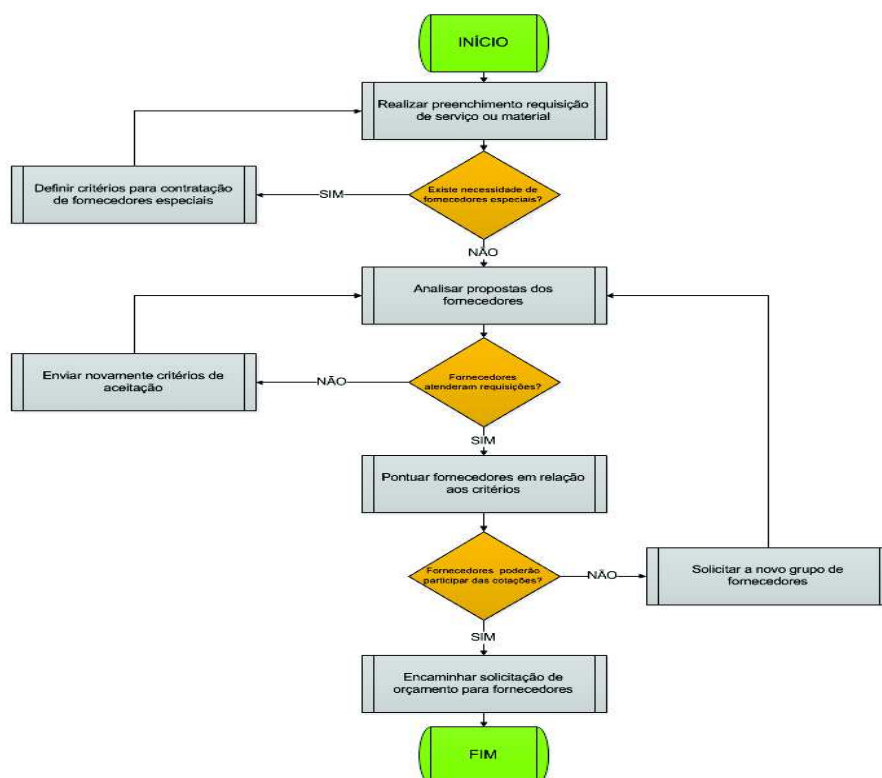 INÍCIO
Realizar preenchimento requisição
de serviço ou material
Existe necessidade de
fornecedores especiais?
SIM
Definir critérios para contratação
de fornecedores especiais
NÃO
Analisar propostas dos
fornecedores
Fornecedores
atenderam requisições?
NÃO
Enviar novamente critérios de
aceitação
SIM
Pontuar fornecedores em relação
aos critérios
Fornecedores poderão
participar das cotações?
NÃO
Solicitar a novo grupo de
fornecedores
SIM
Encaminhar solicitação de
orçamento para fornecedores
FIM